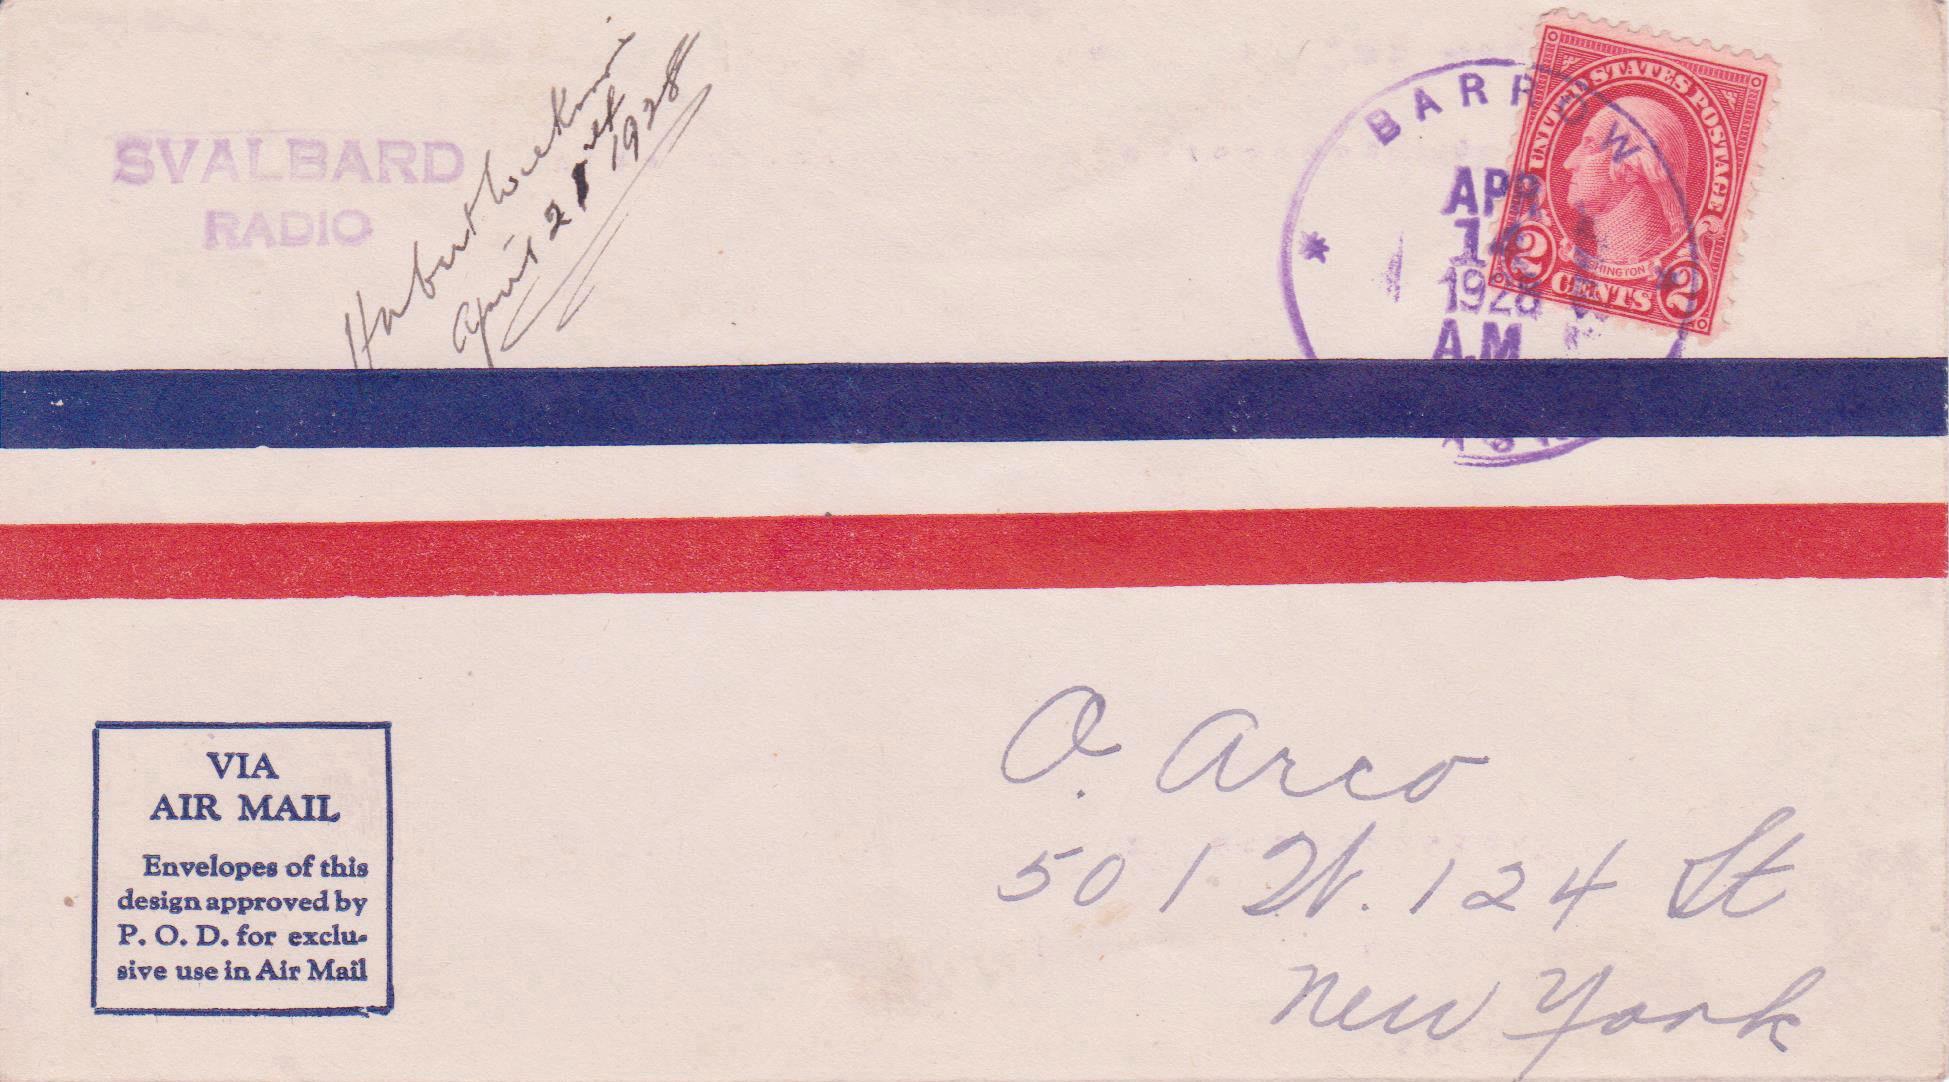 SVALBARD
RADIO
Hubert Wilkins
April 21st 1928
BARROW
APR
14
1928
A.M
UNITED STATES POSTAGE
WASHINGTON
2 CENTS 2
VIA
AIR MAIL
Envelopes of this
design approved by
P. O. D. for exclu-
sive use in Air Mail
O. Arco
501 W. 124 St
New York